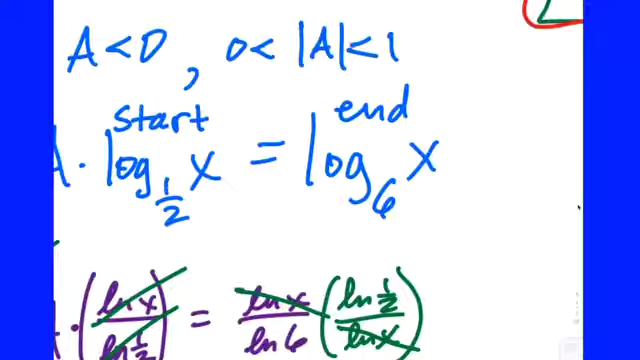 A < 0 , 0 < |A| < 1
start end
A · log_{1/2} x = log_6 x
· (ln x / ln 1/2) = ln x / ln 6 (ln 1/2 / ln x)